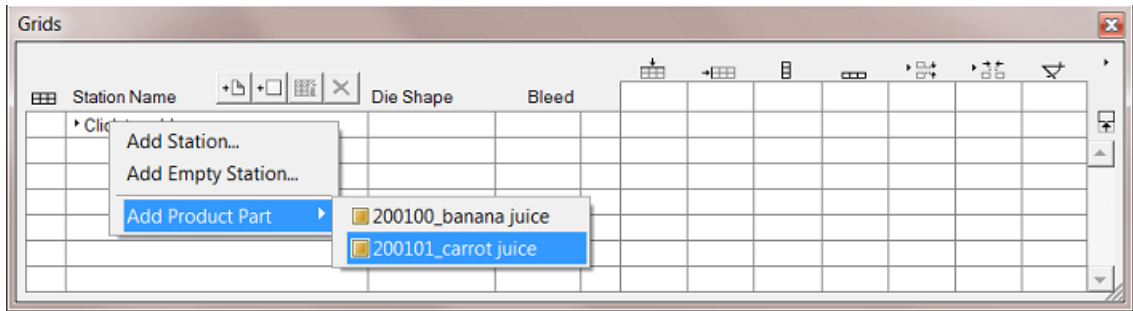 Grids
Station Name Die Shape Bleed
Add Station...
Add Empty Station...
Add Product Part
200100_banana juice
200101_carrot juice